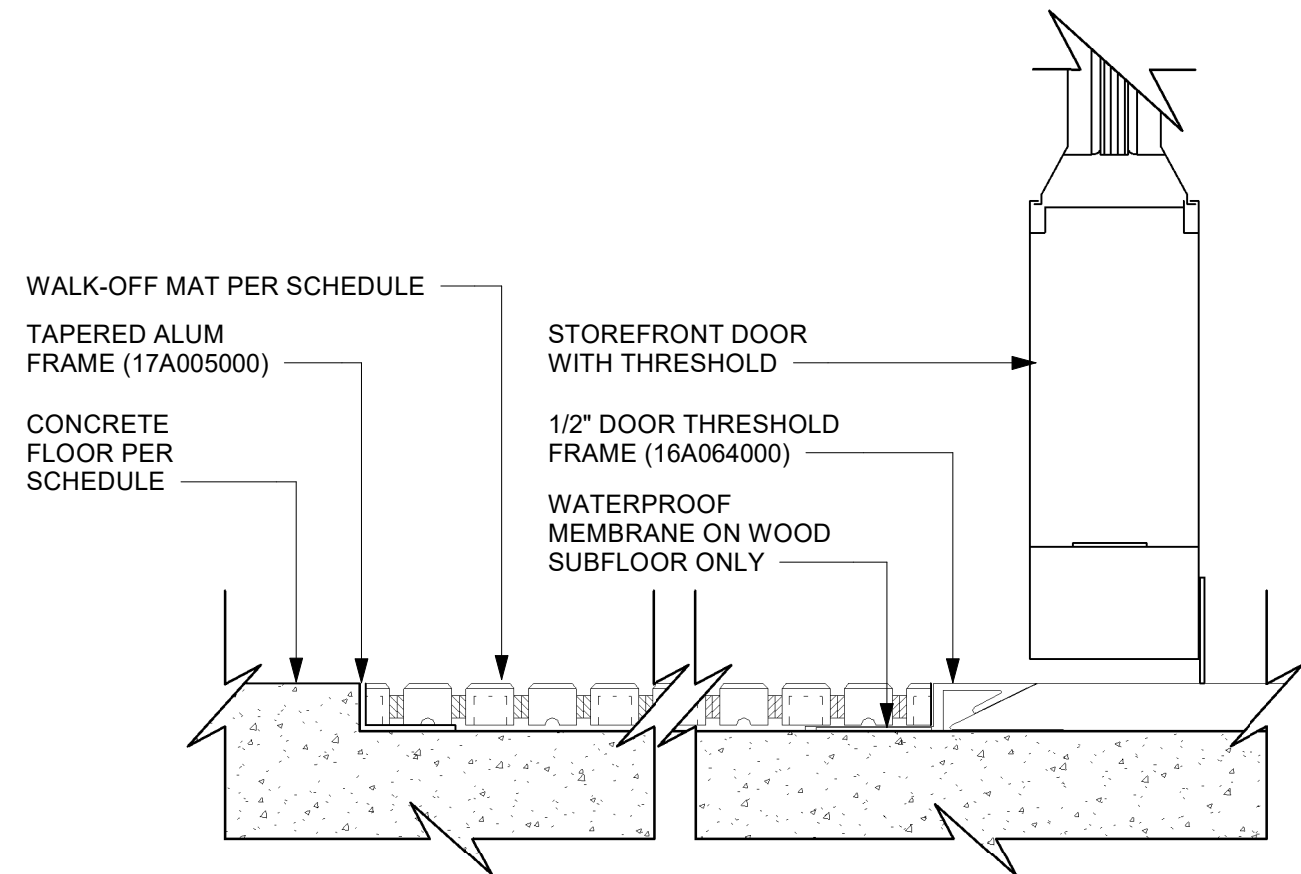 WALK-OFF MAT PER SCHEDULE
TAPERED ALUM
FRAME (17A005000)
CONCRETE
FLOOR PER
SCHEDULE
STOREFRONT DOOR
WITH THRESHOLD
1/2" DOOR THRESHOLD
FRAME (16A064000)
WATERPROOF
MEMBRANE ON WOOD
SUBFLOOR ONLY